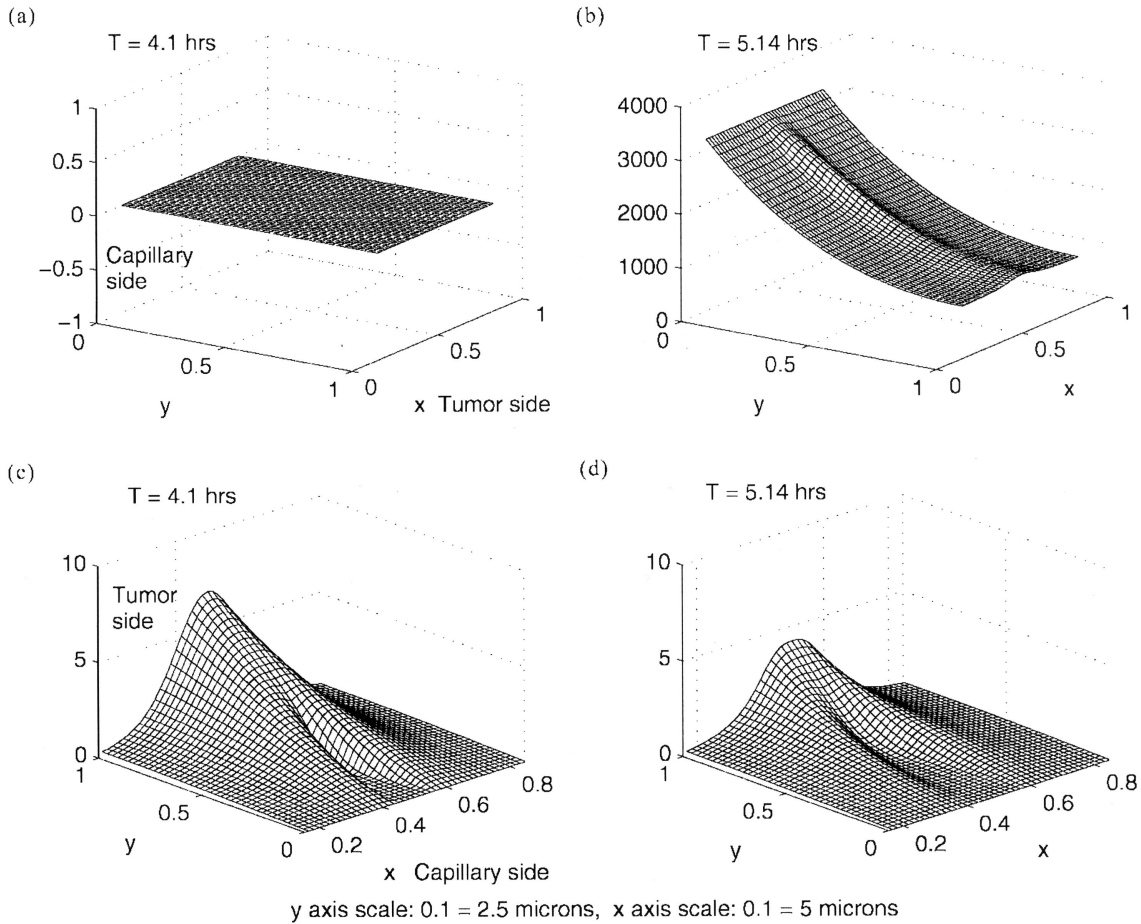 (a)
T = 4.1 hrs
1
0.5
0
−0.5
−1
Capillary
side
0
0.5
1
y
0
0.5
1
x Tumor side
(b)
T = 5.14 hrs
4000
3000
2000
1000
0
0
0.5
1
y
0
0.5
1
x
(c)
T = 4.1 hrs
10
5
0
Tumor
side
1
0.5
0
y
0.2
0.4
0.6
0.8
x Capillary side
(d)
T = 5.14 hrs
10
5
0
1
0.5
0
y
0.2
0.4
0.6
0.8
x
y axis scale: 0.1 = 2.5 microns, x axis scale: 0.1 = 5 microns